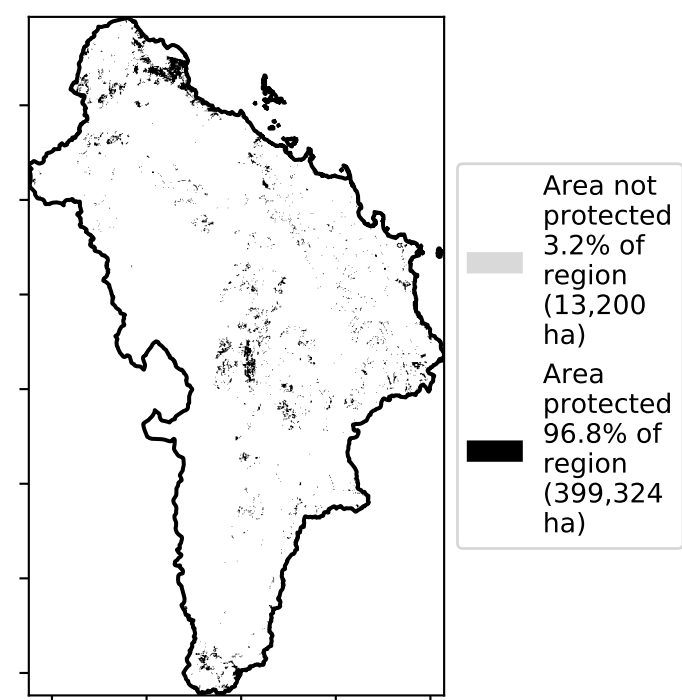 Area not
protected
3.2% of
region
(13,200
ha)
Area
protected
96.8% of
region
(399,324
ha)